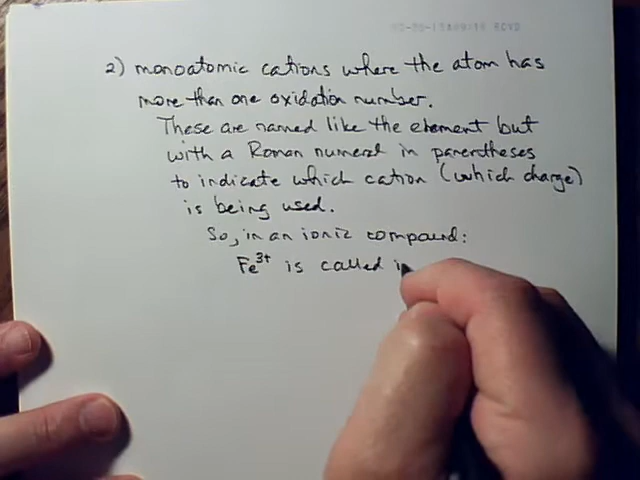 2) monoatomic cations where the atom has
more than one oxidation number.
These are named like the element but
with a Roman numeral in parentheses
to indicate which cation (which charge)
is being used.
So, in an ionic compound:
Fe³⁺ is called i